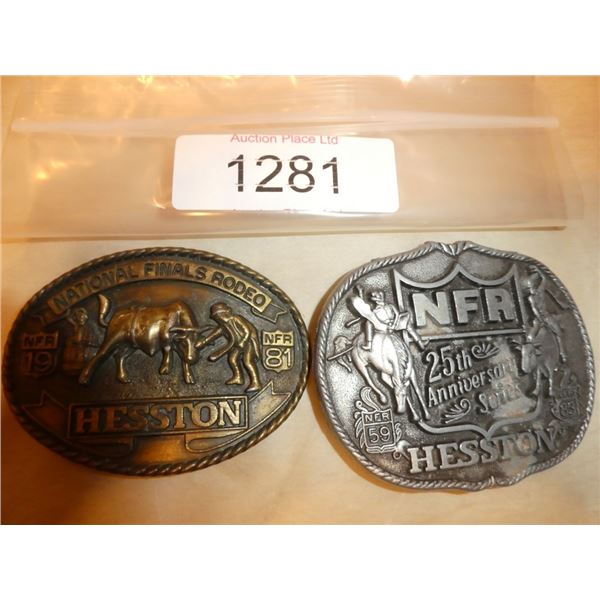 Auction Place Ltd
1281
NATIONAL FINALS RODEO
NFR
19
NFR
81
HESSTON
NFR
25th
Anniversary
Series
NFR
59
HESSTON